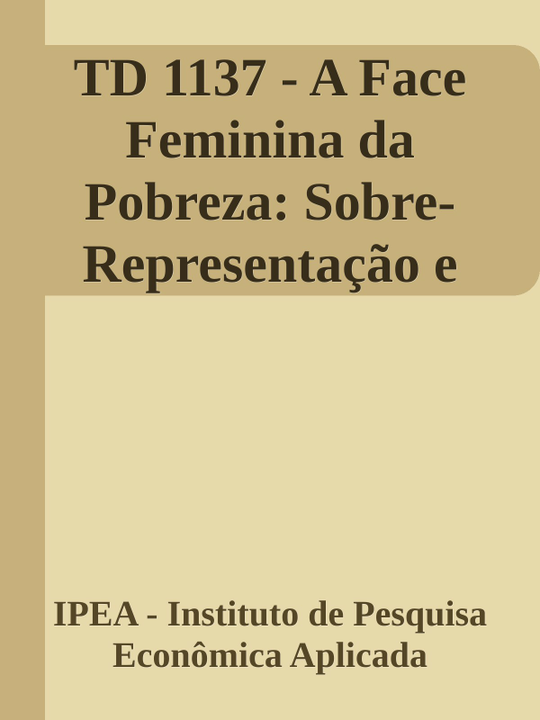 TD 1137 - A Face
Feminina da
Pobreza: Sobre-
Representação e
IPEA - Instituto de Pesquisa
Econômica Aplicada